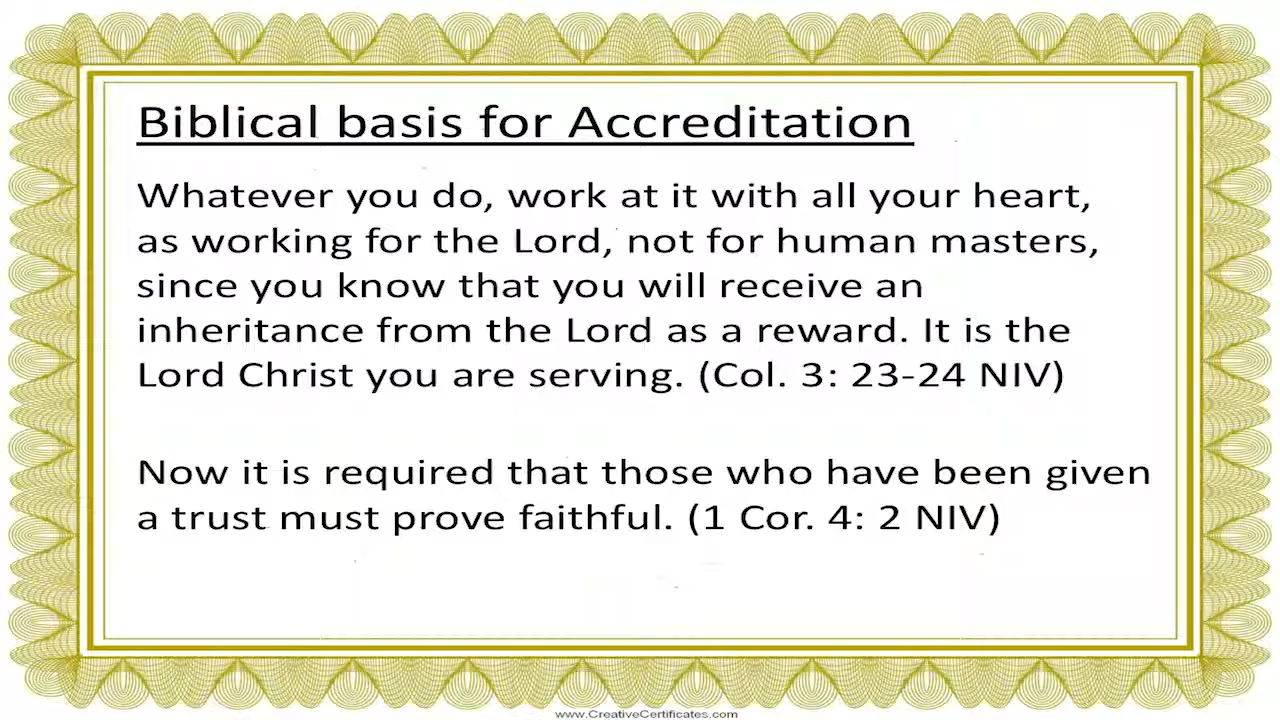 Biblical basis for Accreditation
Whatever you do, work at it with all your heart,
as working for the Lord, not for human masters,
since you know that you will receive an
inheritance from the Lord as a reward. It is the
Lord Christ you are serving. (Col. 3: 23-24 NIV)
Now it is required that those who have been given
a trust must prove faithful. (1 Cor. 4: 2 NIV)
www.CreativeCertificates.com